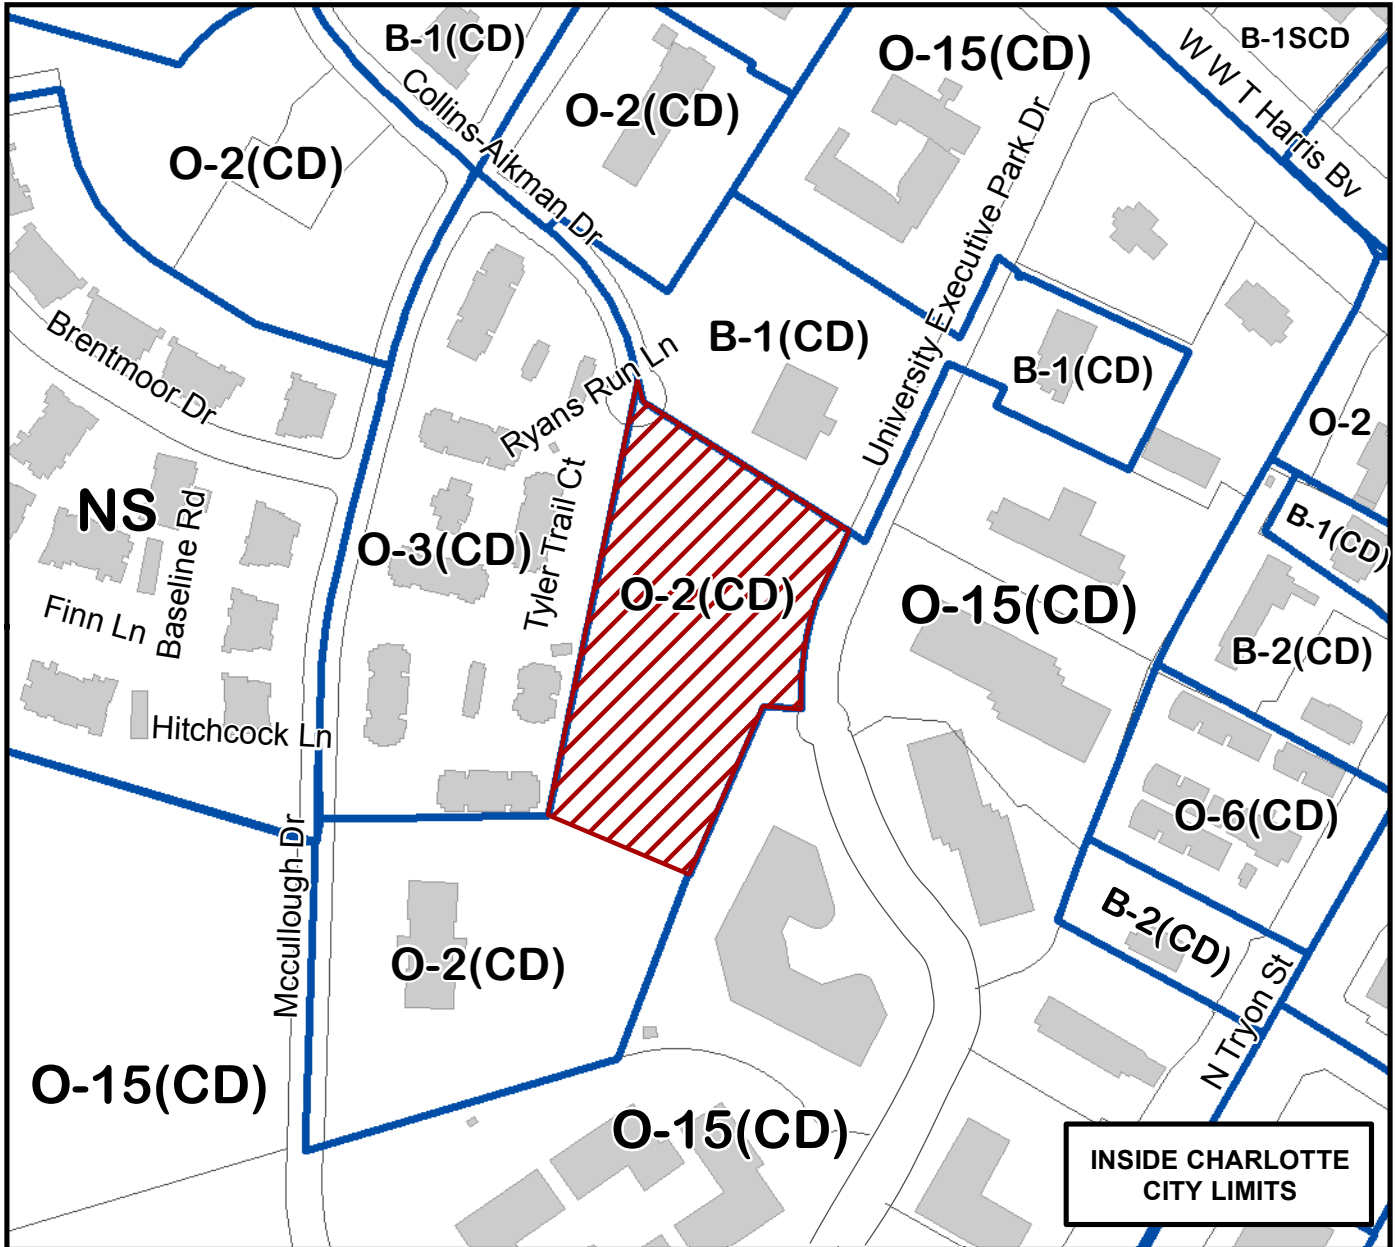 B-1(CD)
O-15(CD)
B-1SCD
W W T Harris Bv
Collins-Aikman Dr
O-2(CD)
O-2(CD)
University Executive Park Dr
Brentmoor Dr
Ryans Run Ln
B-1(CD)
B-1(CD)
O-2
NS
Baseline Rd
O-3(CD)
Tyler Trail Ct
B-1(CD)
Finn Ln
O-2(CD)
O-15(CD)
B-2(CD)
Hitchcock Ln
O-6(CD)
Mccullough Dr
B-2(CD)
O-2(CD)
N Tryon St
O-15(CD)
O-15(CD)
INSIDE CHARLOTTE
CITY LIMITS